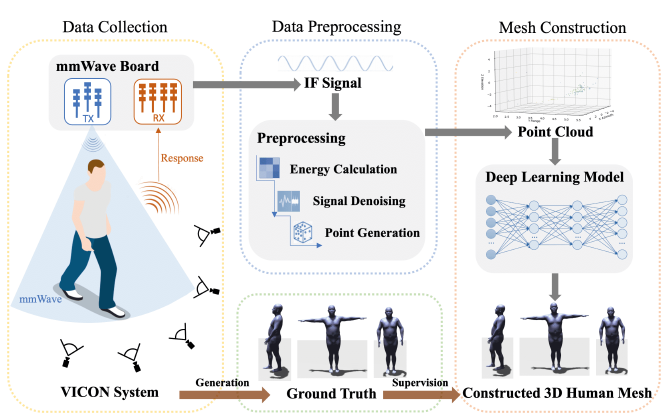 Data Collection
mmWave Board
TX
RX
Response
mmWave
VICON System
Data Preprocessing
IF Signal
Preprocessing
Energy Calculation
Signal Denoising
Point Generation
Generation
Ground Truth
Supervision
Mesh Construction
Point Cloud
Deep Learning Model
...
...
...
...
Constructed 3D Human Mesh